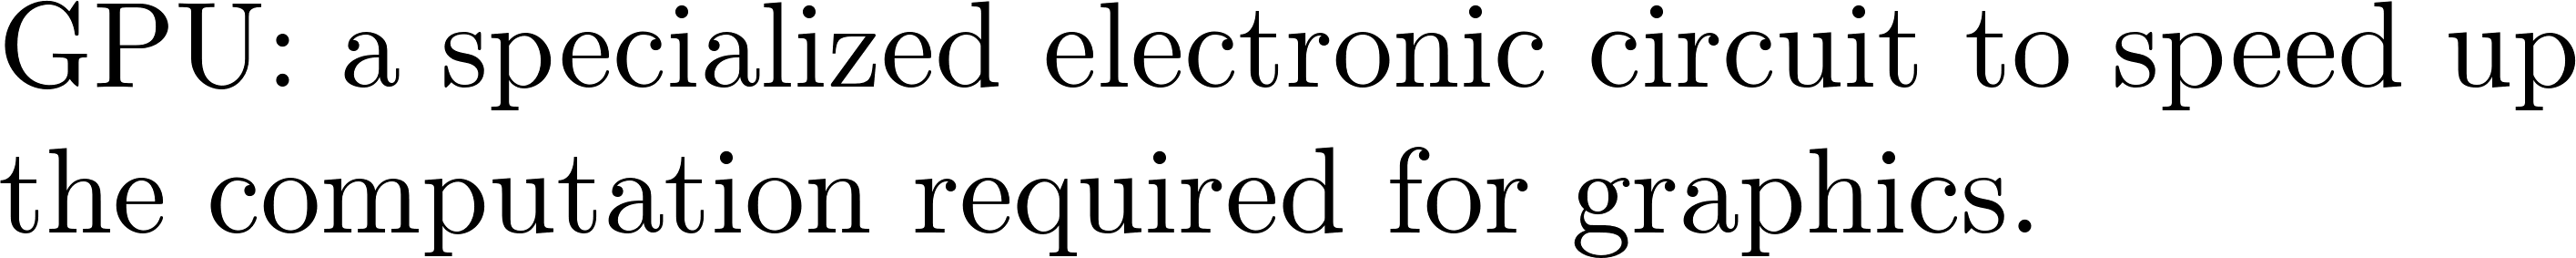 GPU: a specialized electronic circuit to speed up
the computation required for graphics.